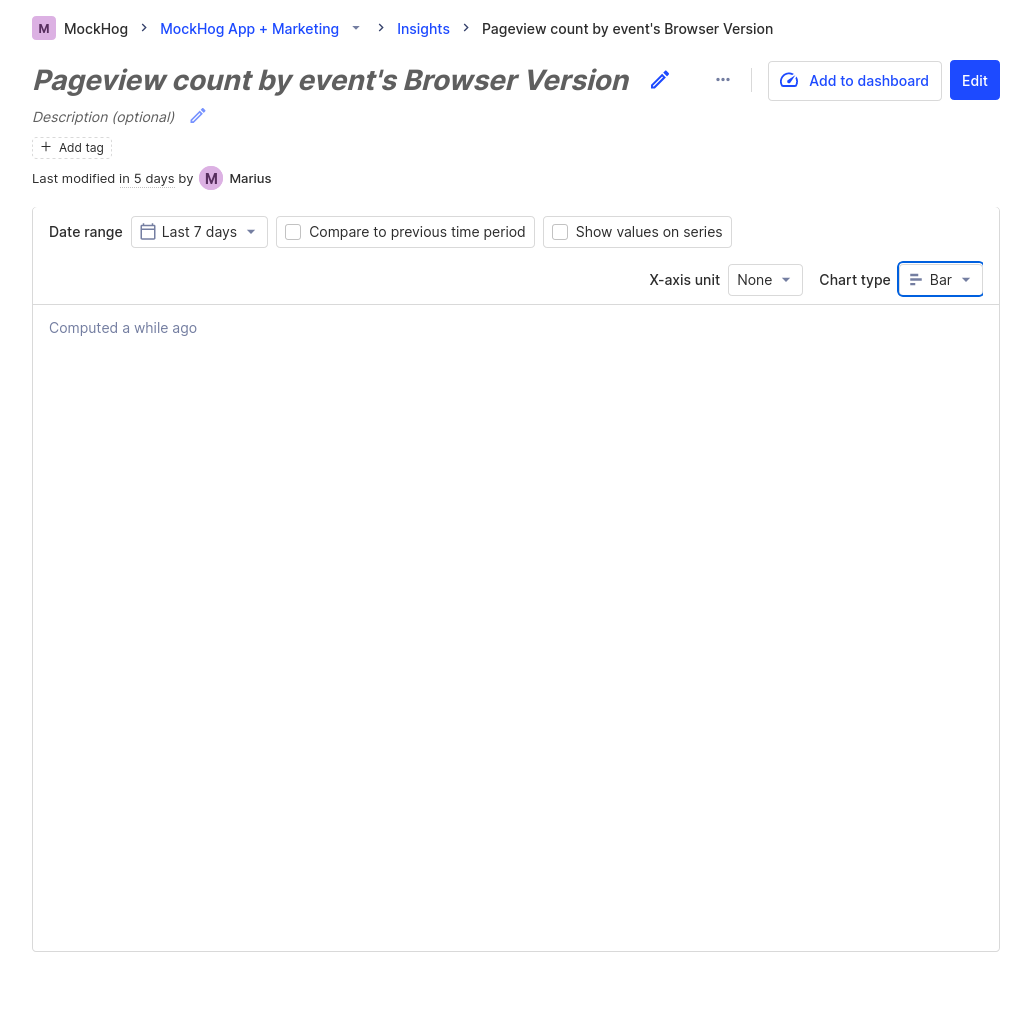 M MockHog MockHog App + Marketing Insights Pageview count by event's Browser Version
Pageview count by event's Browser Version
Add to dashboard
Edit
Description (optional)
Add tag
Last modified in 5 days by M Marius
Date range Last 7 days Compare to previous time period Show values on series
X-axis unit None Chart type Bar
Computed a while ago